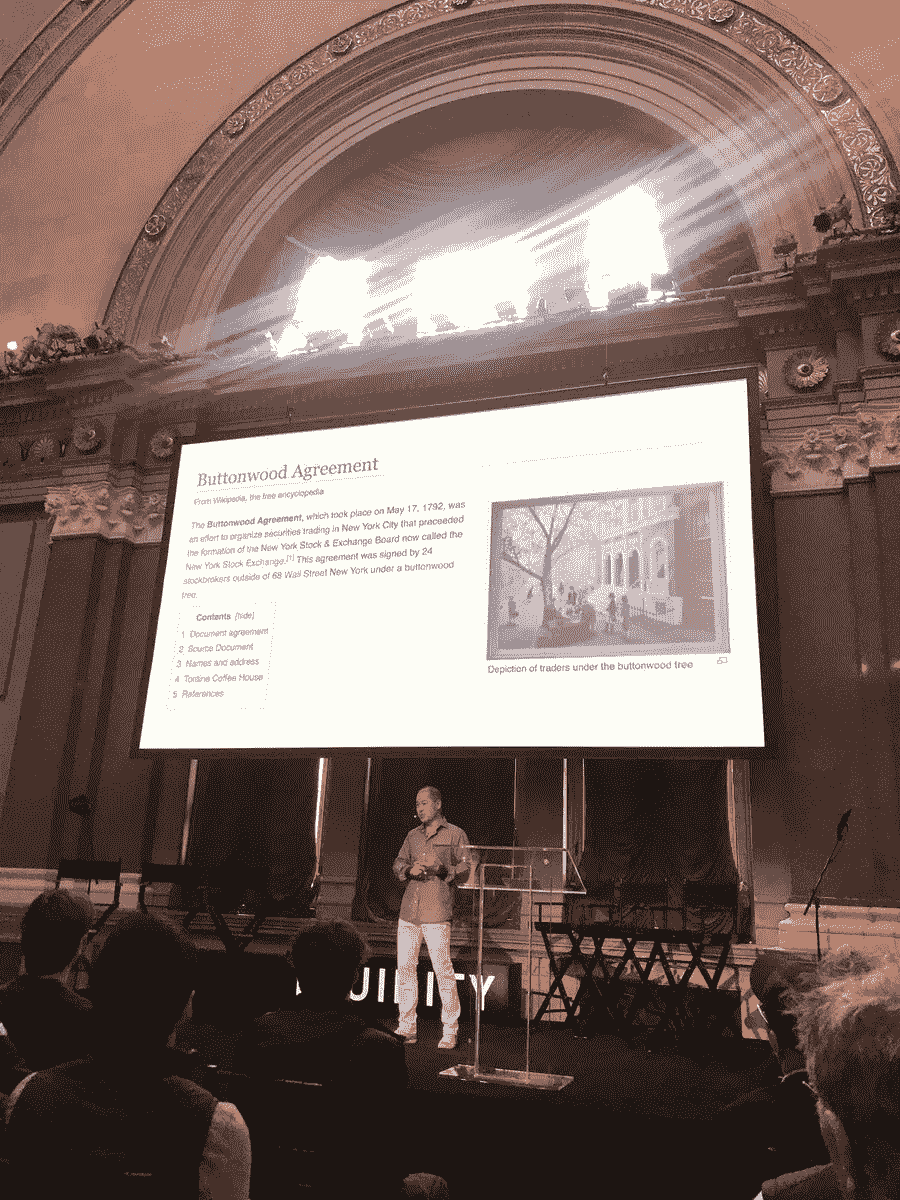 Buttonwood Agreement
From Wikipedia, the free encyclopedia
The Buttonwood Agreement, which took place on May 17, 1792, was
an effort to organize securities trading in New York City that preceeded
the formation of the New York Stock & Exchange Board now called the
New York Stock Exchange.[1] This agreement was signed by 24
stockbrokers outside of 68 Wall Street New York under a buttonwood
tree.
Contents [hide]
1 Document agreement
2 Source Document
3 Names and address
4 Tontine Coffee House
5 References
Depiction of traders under the buttonwood tree